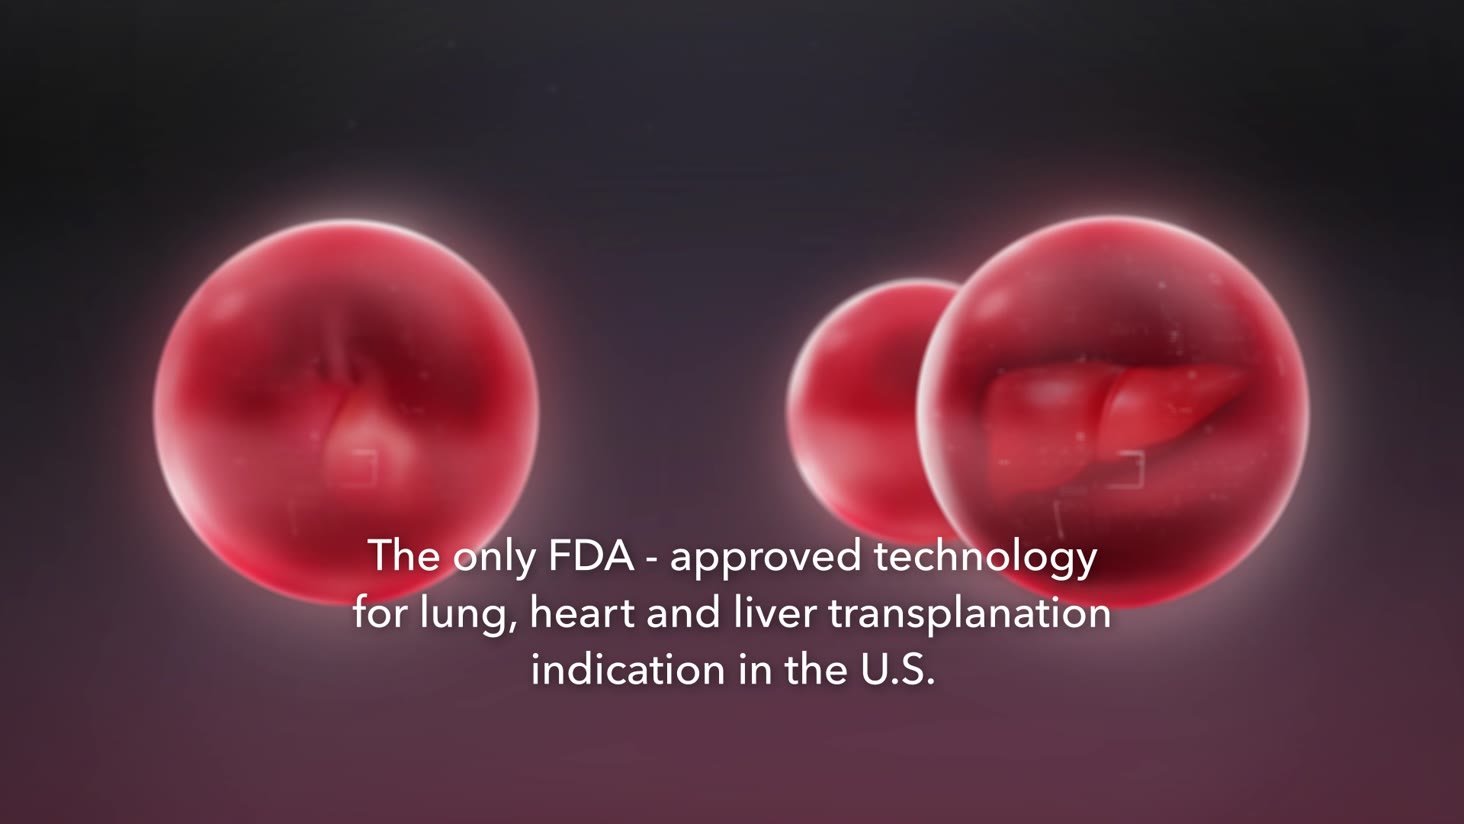 The only FDA - approved technology
for lung, heart and liver transplanation
indication in the U.S.